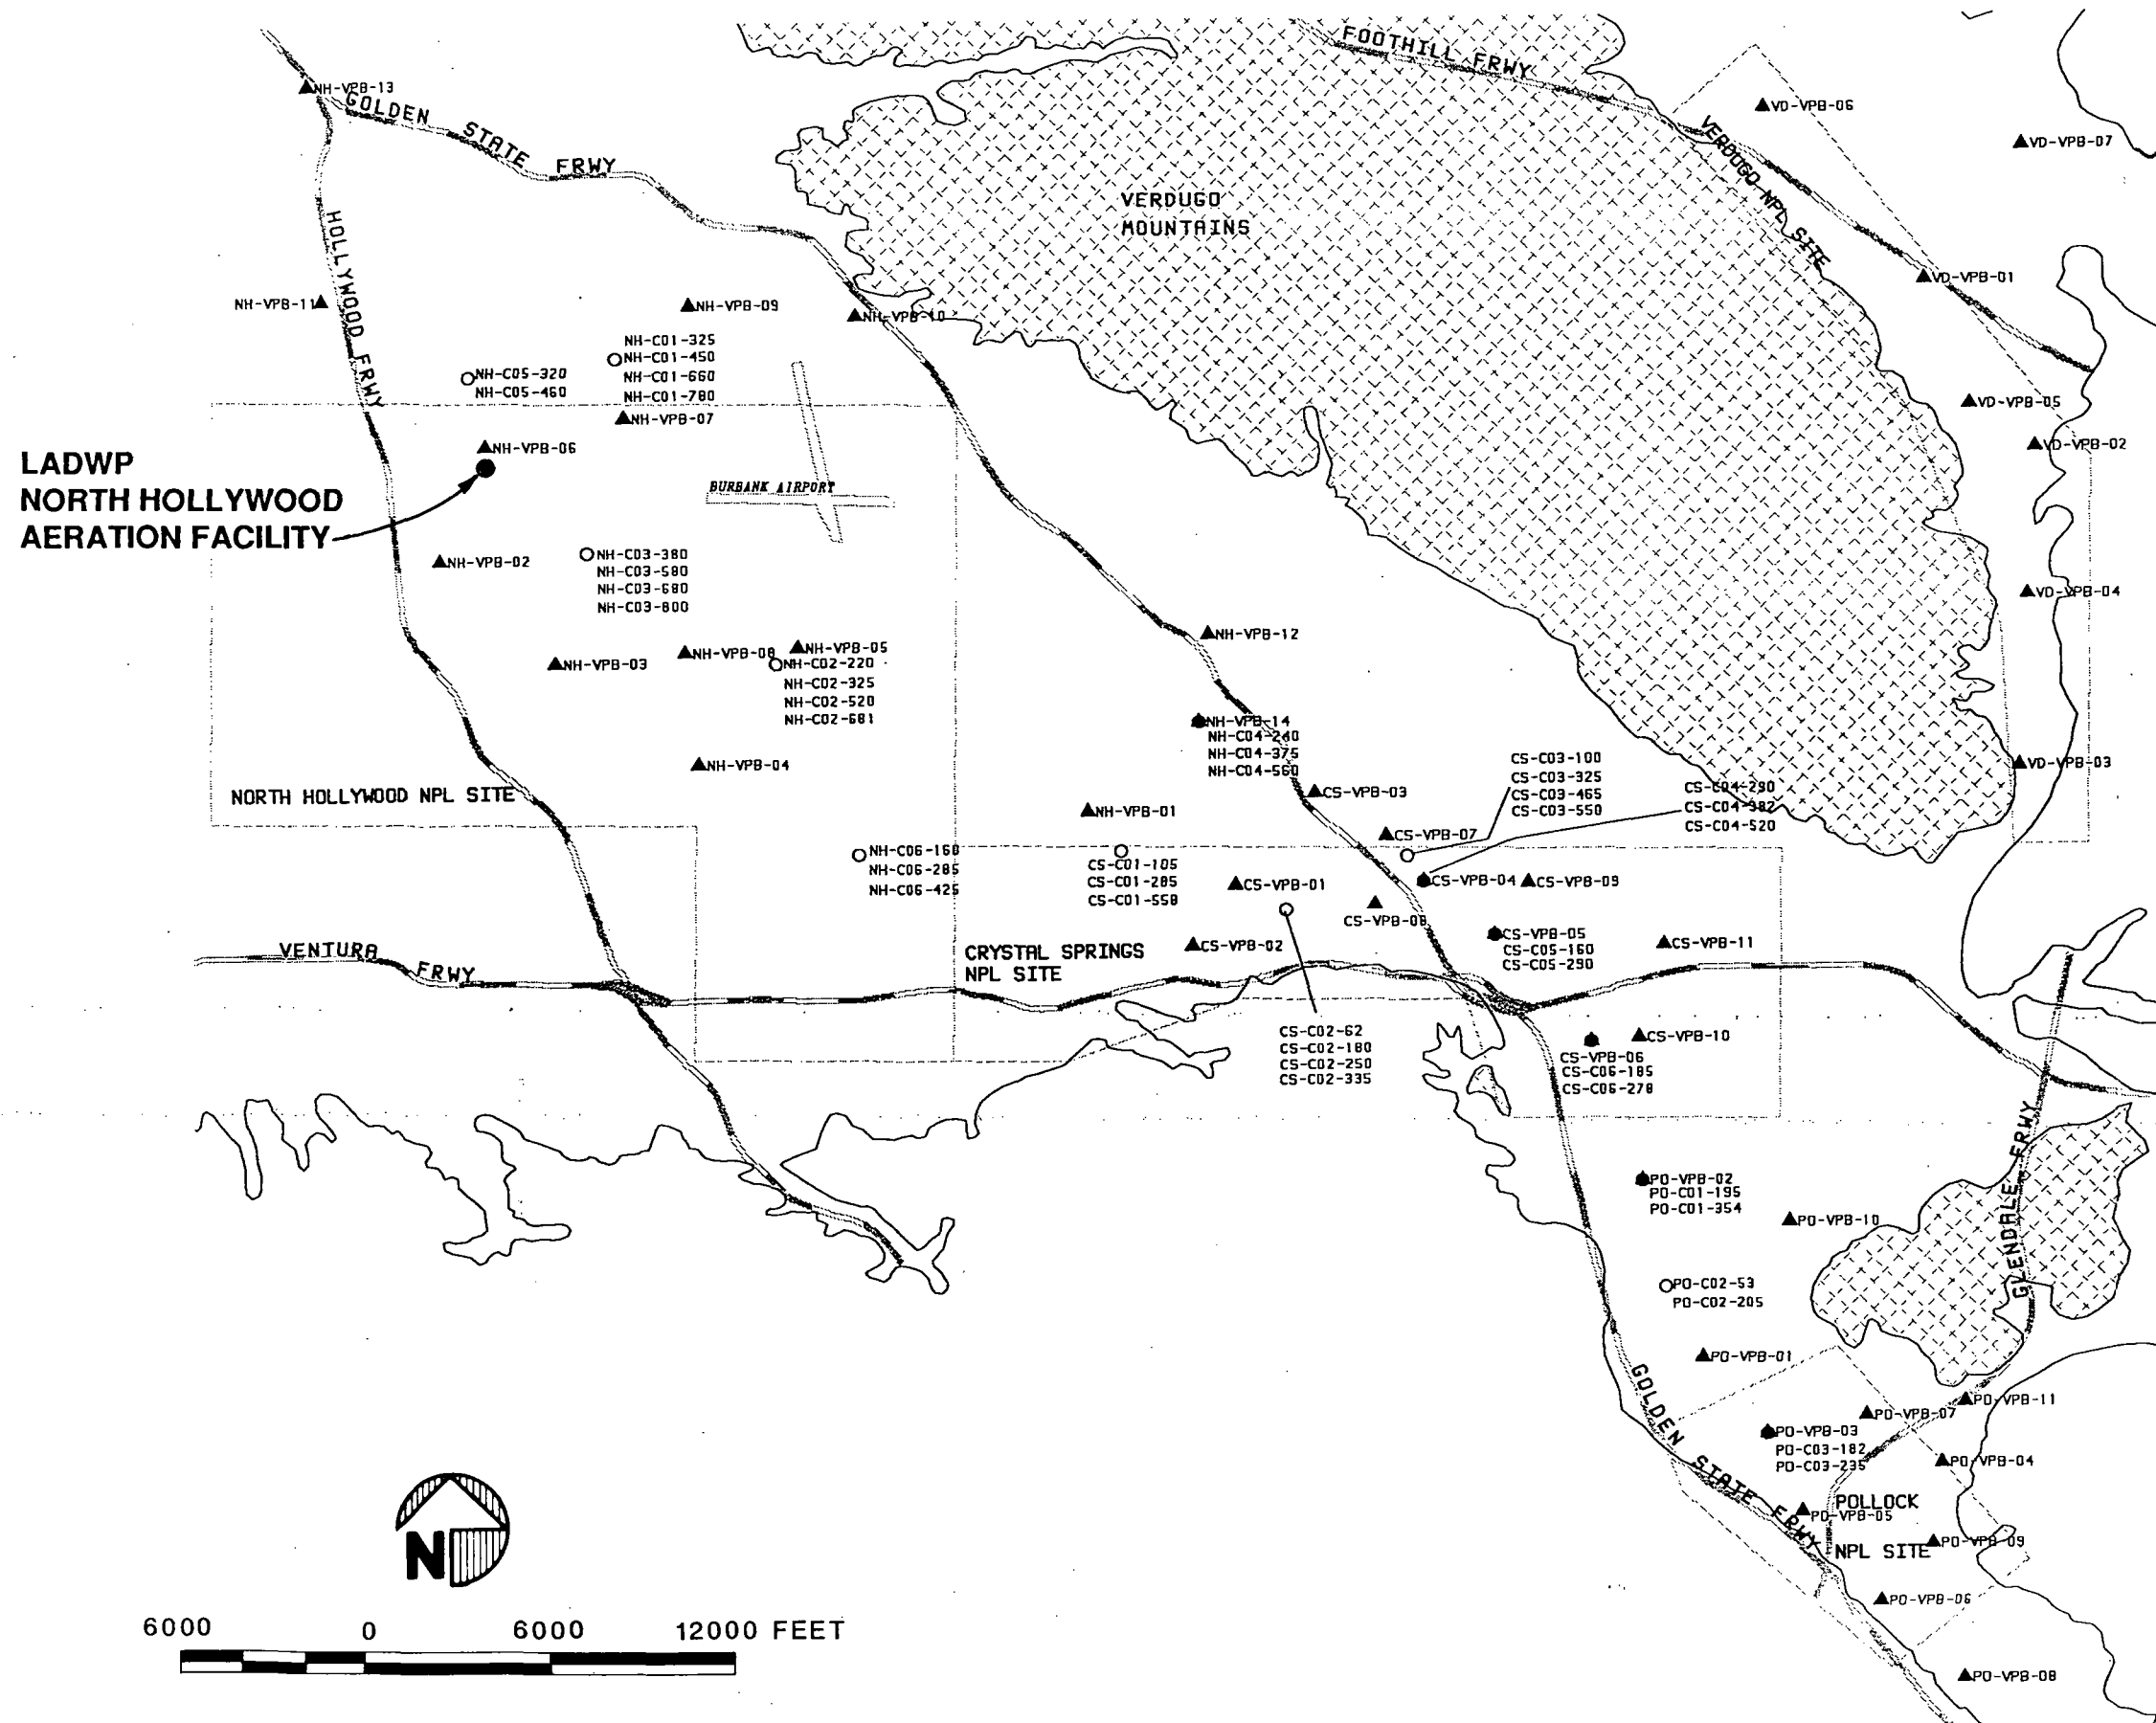 FOOTHILL FRWY
NH-VPB-13
GOLDEN STATE FRWY
VD-VPB-06
VD-VPB-07
VERDUGO NPL SITE
VERDUGO
MOUNTAINS
HOLLYWOOD FRWY
VD-VPB-01
NH-VPB-11
NH-VPB-09
NH-VPB-10
NH-C01-325
NH-C01-450
NH-C01-660
NH-C01-780
NH-C05-320
NH-C05-460
VD-VPB-05
NH-VPB-07
VD-VPB-02
NH-VPB-06
LADWP
NORTH HOLLYWOOD
AERATION FACILITY
BURBANK AIRPORT
NH-VPB-02
NH-C03-380
NH-C03-580
NH-C03-680
NH-C03-800
VD-VPB-04
NH-VPB-12
NH-VPB-03
NH-VPB-08
NH-VPB-05
NH-C02-220
NH-C02-325
NH-C02-520
NH-C02-681
NH-VPB-14
NH-C04-240
NH-C04-375
NH-C04-560
NH-VPB-04
VD-VPB-03
CS-C03-100
CS-C03-325
CS-C03-465
CS-C03-550
CS-C04-290
CS-C04-382
CS-C04-520
NORTH HOLLYWOOD NPL SITE
CS-VPB-03
NH-VPB-01
CS-VPB-07
NH-C06-160
NH-C06-285
NH-C06-425
CS-C01-105
CS-C01-285
CS-C01-558
CS-VPB-01
CS-VPB-04
CS-VPB-09
CS-VPB-08
CS-VPB-05
CS-C05-160
CS-C05-290
CS-VPB-11
CS-VPB-02
CRYSTAL SPRINGS
NPL SITE
VENTURA FRWY
CS-C02-62
CS-C02-180
CS-C02-250
CS-C02-335
CS-VPB-10
CS-VPB-06
CS-C06-185
CS-C06-278
GLENDALE FRWY
PO-VPB-02
PO-C01-195
PO-C01-354
PO-VPB-10
PO-C02-53
PO-C02-205
PO-VPB-01
GOLDEN STATE FRWY
PO-VPB-11
PO-VPB-07
PO-VPB-03
PO-C03-182
PO-C03-235
PO-VPB-04
POLLOCK
NPL SITE
PO-VPB-05
PO-VPB-09
PO-VPB-06
PO-VPB-08
N
6000 0 6000 12000 FEET